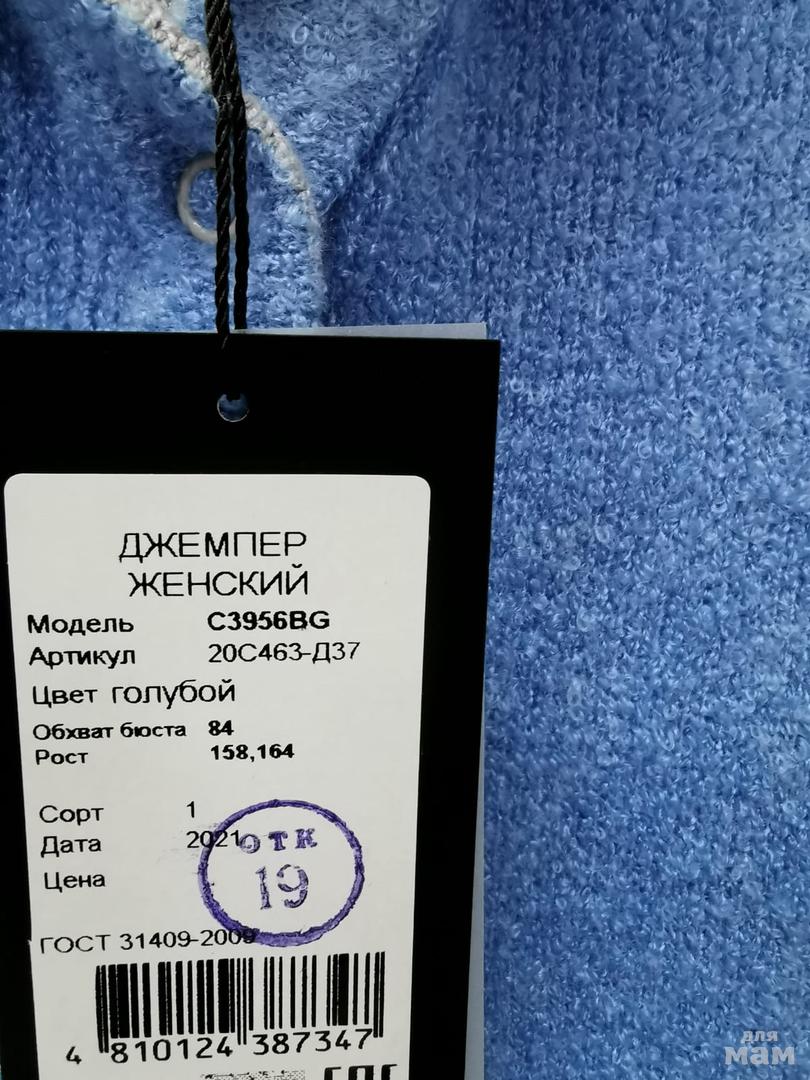 ДЖЕМПЕР
ЖЕНСКИЙ
Модель С3956BG
Артикул 20С463-Д37
Цвет голубой
Обхват бюста 84
Рост 158,164
Сорт 1
Дата 2021
ОТК
19
Цена
ГОСТ 31409-2009
4 810124 387347
для
мам